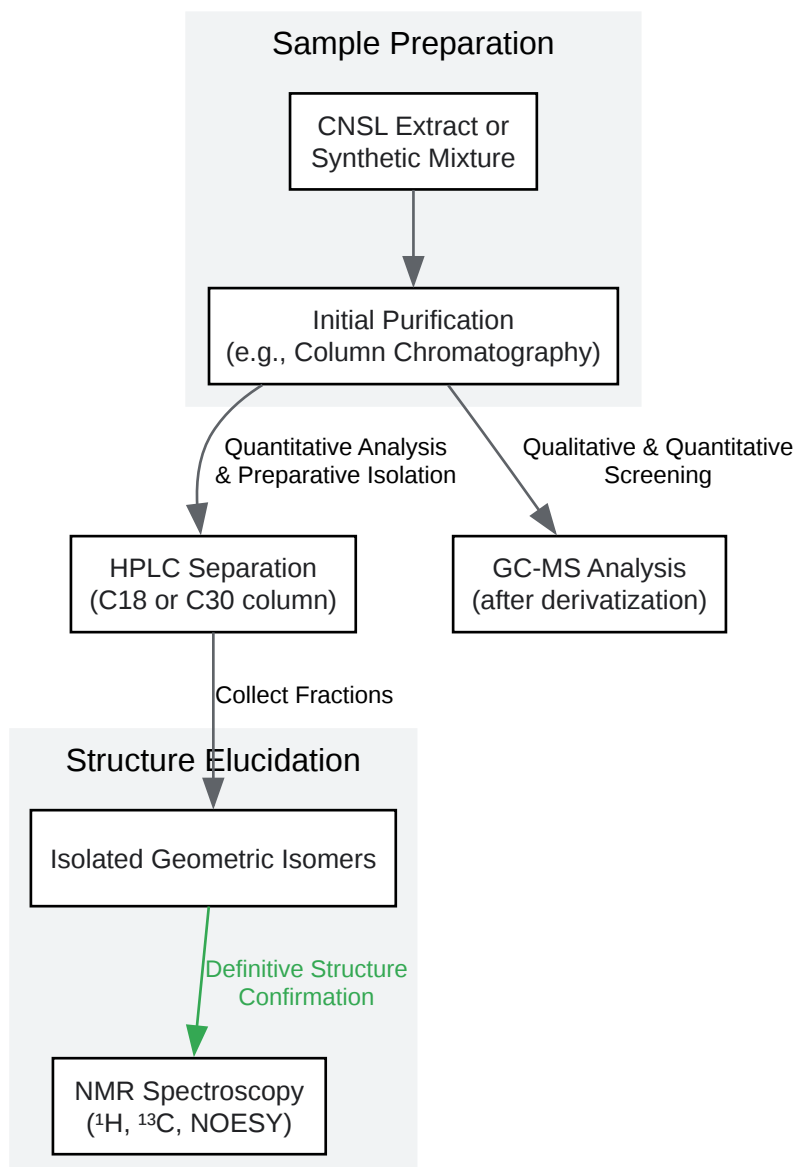 Sample Preparation
CNSL Extract or
Synthetic Mixture
Initial Purification
(e.g., Column Chromatography)
Quantitative Analysis
& Preparative Isolation
Qualitative & Quantitative
Screening
HPLC Separation
(C18 or C30 column)
GC-MS Analysis
(after derivatization)
Collect Fractions
Structure Elucidation
Isolated Geometric Isomers
Definitive Structure
Confirmation
NMR Spectroscopy
(¹H, ¹³C, NOESY)